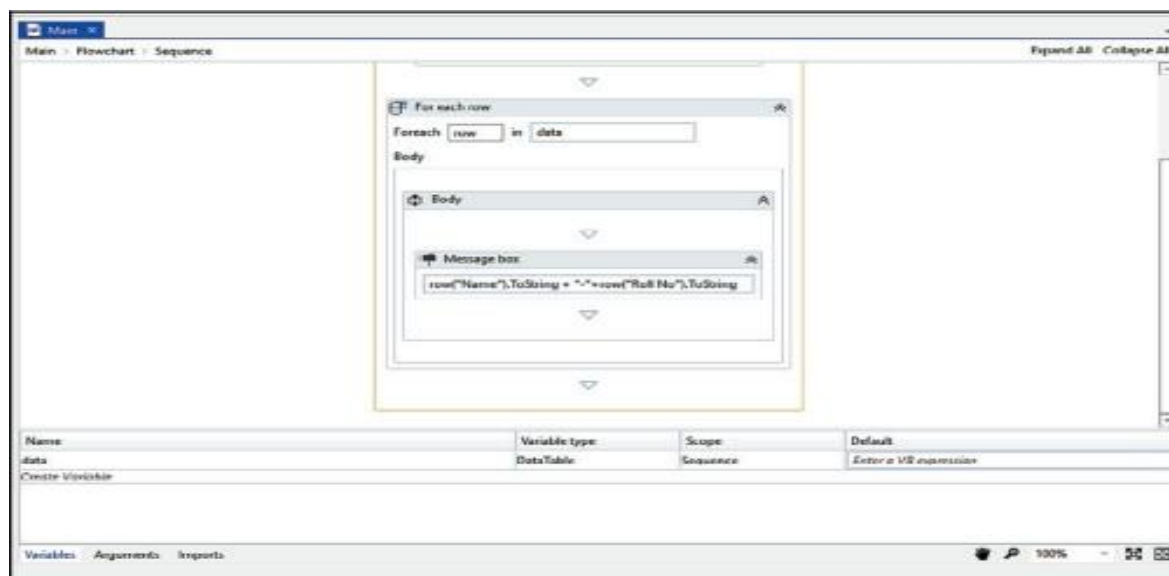 Main ×
Main > Flowchart > Sequence
Expand All Collapse All
For each row
Foreach row in data
Body
Body
Message box
row("Name").ToString + "-"+row("Roll No").ToString
Name Variable type Scope Default
data DataTable Sequence Enter a VB expression
Create Variable
Variables Arguments Imports
100%